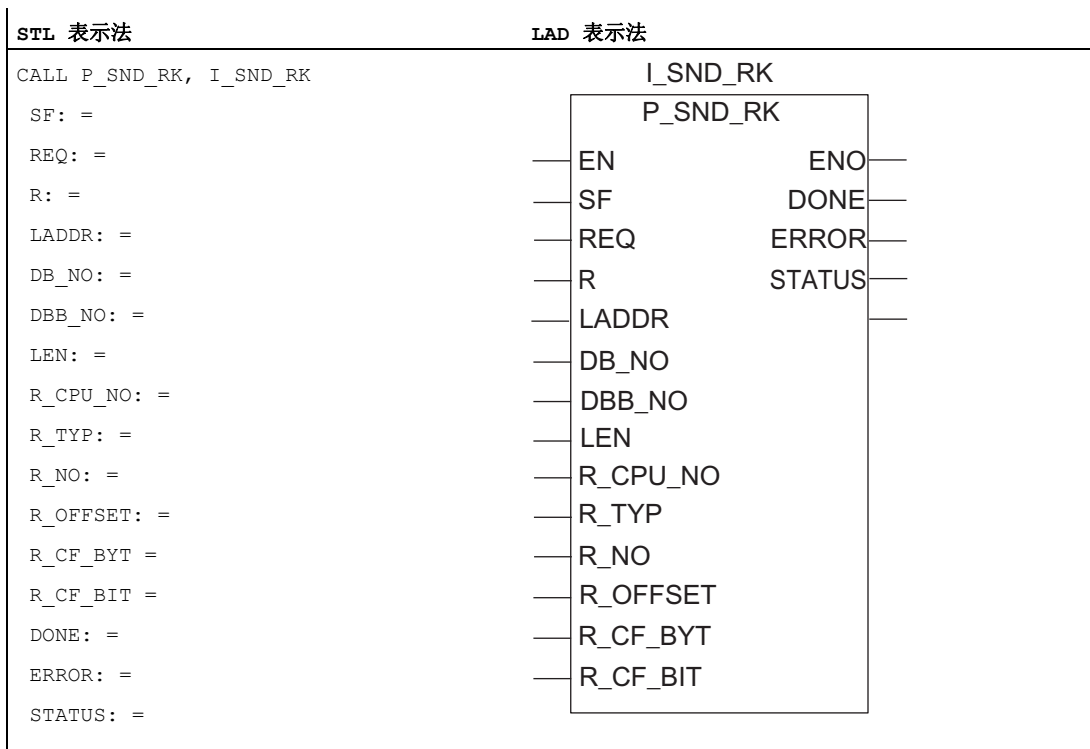 STL 表示法
CALL P_SND_RK, I_SND_RK
SF: =
REQ: =
R: =
LADDR: =
DB_NO: =
DBB_NO: =
LEN: =
R_CPU_NO: =
R_TYP: =
R_NO: =
R_OFFSET: =
R_CF_BYT =
R_CF_BIT =
DONE: =
ERROR: =
STATUS: =
LAD 表示法
I_SND_RK
P_SND_RK
EN ENO
SF DONE
REQ ERROR
R STATUS
LADDR
DB_NO
DBB_NO
LEN
R_CPU_NO
R_TYP
R_NO
R_OFFSET
R_CF_BYT
R_CF_BIT